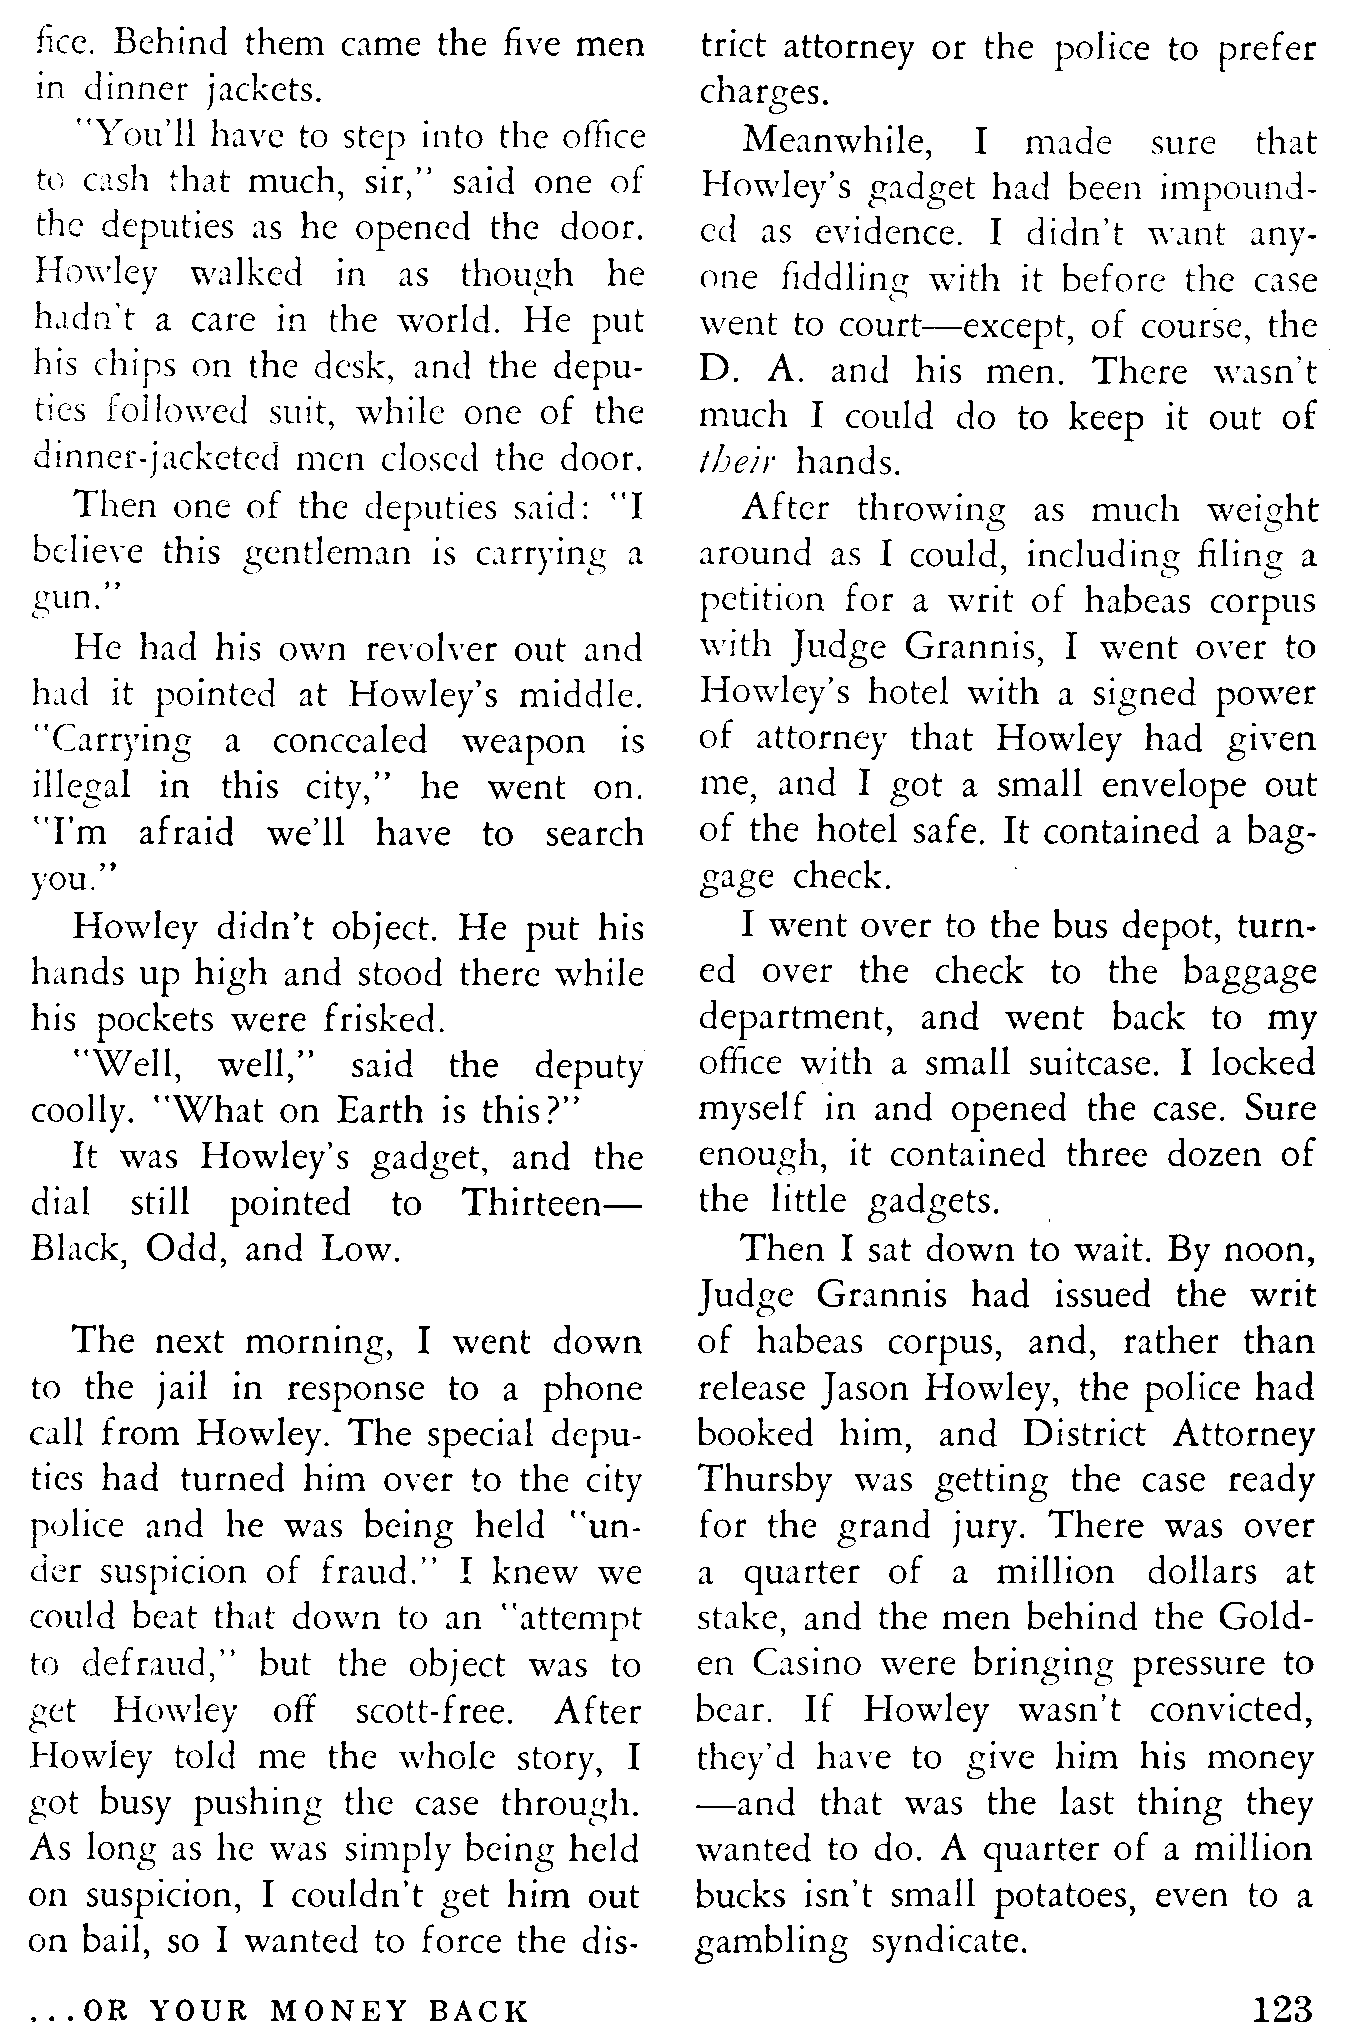 fice. Behind them came the five men
in dinner jackets.
"You'll have to step into the office
to cash that much, sir," said one of
the deputies as he opened the door.
Howley walked in as though he
hadn't a care in the world. He put
his chips on the desk, and the depu-
ties followed suit, while one of the
dinner-jacketed men closed the door.
Then one of the deputies said: "I
believe this gentleman is carrying a
gun."
He had his own revolver out and
had it pointed at Howley's middle.
"Carrying a concealed weapon is
illegal in this city," he went on.
"I'm afraid we'll have to search
you."
Howley didn't object. He put his
hands up high and stood there while
his pockets were frisked.
"Well, well," said the deputy
coolly. "What on Earth is this?"
It was Howley's gadget, and the
dial still pointed to Thirteen—
Black, Odd, and Low.
The next morning, I went down
to the jail in response to a phone
call from Howley. The special depu-
ties had turned him over to the city
police and he was being held "un-
der suspicion of fraud." I knew we
could beat that down to an "attempt
to defraud," but the object was to
get Howley off scott-free. After
Howley told me the whole story, I
got busy pushing the case through.
As long as he was simply being held
on suspicion, I couldn't get him out
on bail, so I wanted to force the dis-
trict attorney or the police to prefer
charges.
Meanwhile, I made sure that
Howley's gadget had been impound-
ed as evidence. I didn't want any-
one fiddling with it before the case
went to court—except, of course, the
D. A. and his men. There wasn't
much I could do to keep it out of
their hands.
After throwing as much weight
around as I could, including filing a
petition for a writ of habeas corpus
with Judge Grannis, I went over to
Howley's hotel with a signed power
of attorney that Howley had given
me, and I got a small envelope out
of the hotel safe. It contained a bag-
gage check.
I went over to the bus depot, turn-
ed over the check to the baggage
department, and went back to my
office with a small suitcase. I locked
myself in and opened the case. Sure
enough, it contained three dozen of
the little gadgets.
Then I sat down to wait. By noon,
Judge Grannis had issued the writ
of habeas corpus, and, rather than
release Jason Howley, the police had
booked him, and District Attorney
Thursby was getting the case ready
for the grand jury. There was over
a quarter of a million dollars at
stake, and the men behind the Gold-
en Casino were bringing pressure to
bear. If Howley wasn't convicted,
they'd have to give him his money
—and that was the last thing they
wanted to do. A quarter of a million
bucks isn't small potatoes, even to a
gambling syndicate.
...OR YOUR MONEY BACK
123